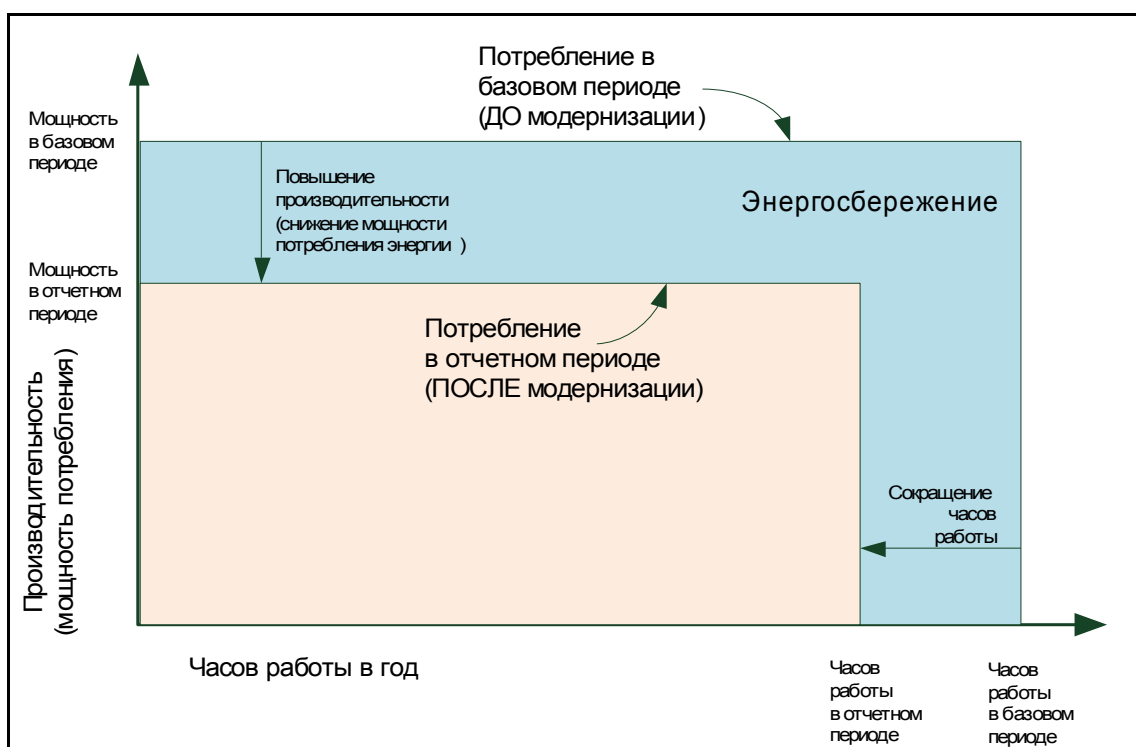 Потребление в
базовом периоде
(ДО модернизации )
Мощность
в базовом
периоде
Повышение
производительности
(снижение мощности
потребления энергии )
Энергосбережение
Мощность
в отчетном
периоде
Потребление
в отчетном периоде
(ПОСЛЕ модернизации )
Производительность
(мощность потребления)
Сокращение
часов
работы
Часов работы в год
Часов
работы
в отчетном
периоде
Часов
работы
в базовом
периоде